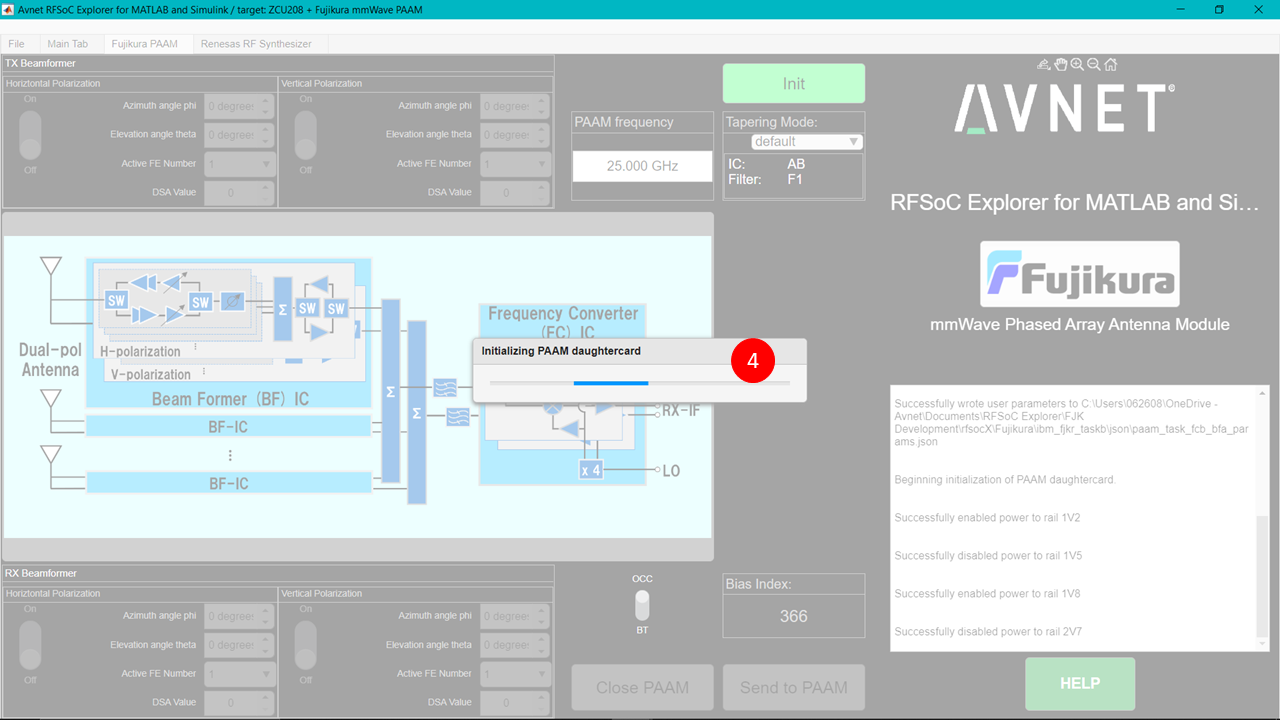 Avnet RFSoC Explorer for MATLAB and Simulink / target: ZCU208 + Fujikura mmWave PAAM
File
Main Tab
Fujikura PAAM
Renesas RF Synthesizer
TX Beamformer
Horiztontal Polarization
On
Off
Azimuth angle phi
0 degrees
Elevation angle theta
0 degrees
Active FE Number
1
DSA Value
0
Vertical Polarization
On
Off
Azimuth angle phi
0 degrees
Elevation angle theta
0 degrees
Active FE Number
1
DSA Value
0
PAAM frequency
25.000 GHz
Init
Tapering Mode:
default
IC: AB
Filter: F1
AVNET®
RFSoC Explorer for MATLAB and Si…
Fujikura
mmWave Phased Array Antenna Module
Dual-pol
Antenna
SW
SW
Σ
SW
SW
H-polarization
V-polarization
Beam Former (BF) IC
BF-IC
BF-IC
Σ
Σ
Frequency Converter
(FC) IC
RX-IF
x 4
LO
Initializing PAAM daughtercard
4
Successfully wrote user parameters to C:\Users\062608\OneDrive -
Avnet\Documents\RFSoC Explorer\FJK
Development\rfsocX\Fujikura\ibm_fjkr_taskb\json\paam_task_fcb_bfa_par
ams.json
Beginning initialization of PAAM daughtercard.
Successfully enabled power to rail 1V2
Successfully disabled power to rail 1V5
Successfully enabled power to rail 1V8
Successfully disabled power to rail 2V7
RX Beamformer
Horiztontal Polarization
On
Off
Azimuth angle phi
0 degrees
Elevation angle theta
0 degrees
Active FE Number
1
DSA Value
0
Vertical Polarization
On
Off
Azimuth angle phi
0 degrees
Elevation angle theta
0 degrees
Active FE Number
1
DSA Value
0
OCC
BT
Bias Index:
366
Close PAAM
Send to PAAM
HELP